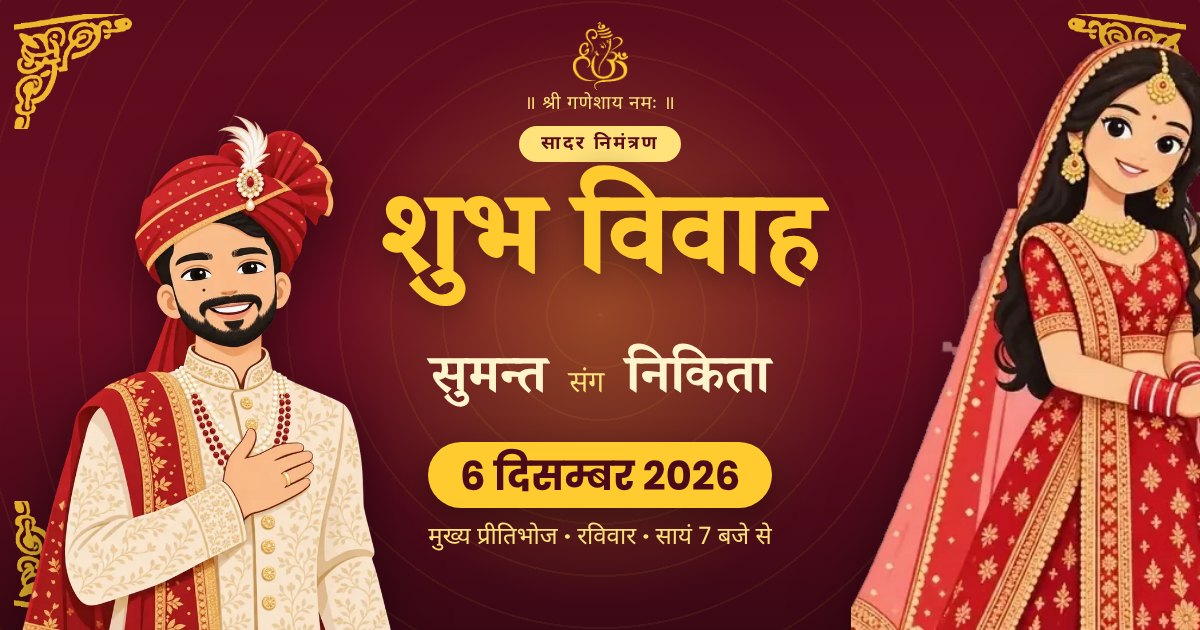 ॥ श्री गणेशाय नमः ॥
सादर निमंत्रण
शुभ विवाह
सुमन्त संग निकिता
6 दिसम्बर 2026
मुख्य प्रीतिभोज • रविवार • सायं 7 बजे से